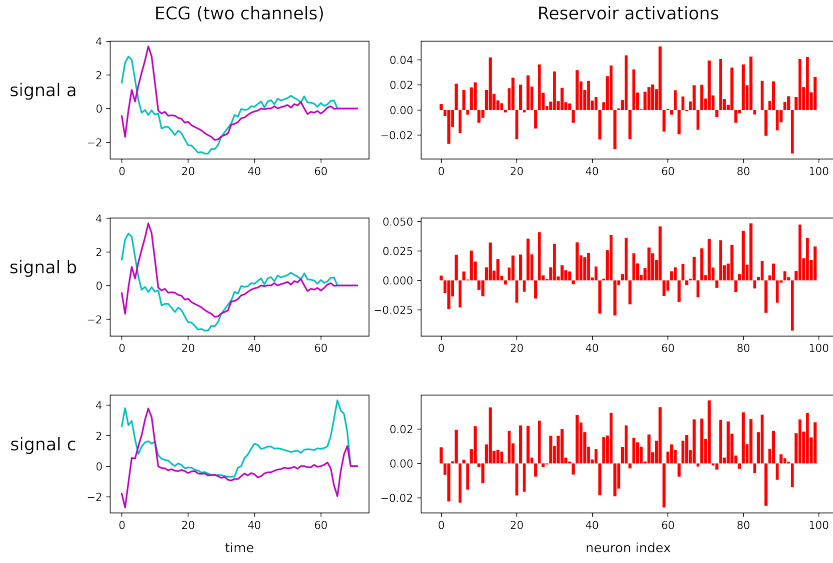 ECG (two channels) Reservoir activations
signal a
4
2
0
−2
0 20 40 60
0.04
0.02
0.00
−0.02
0 20 40 60 80 100
signal b
4
2
0
−2
0 20 40 60
0.050
0.025
0.000
−0.025
0 20 40 60 80 100
signal c
4
2
0
−2
0 20 40 60
time
0.02
0.00
−0.02
0 20 40 60 80 100
neuron index